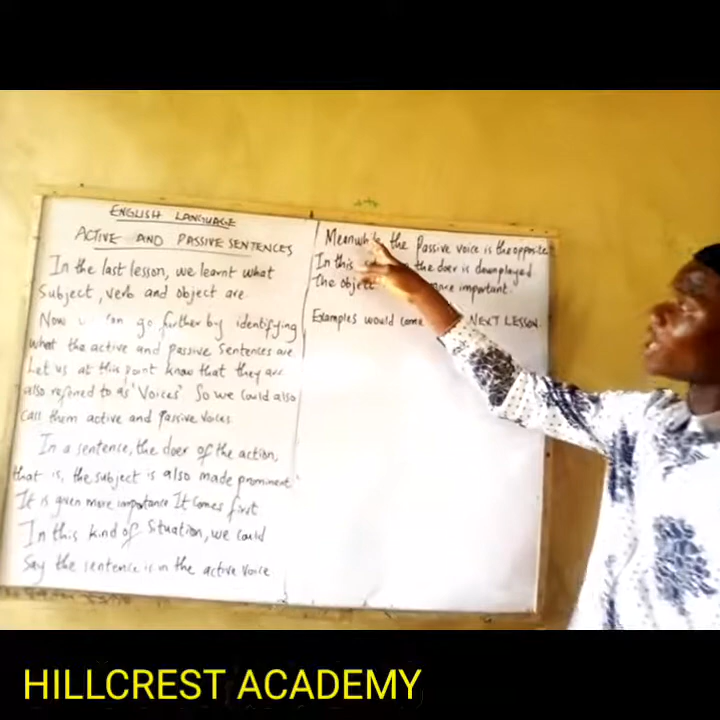 ENGLISH LANGUAGE
ACTIVE AND PASSIVE SENTENCES
In the last lesson, we learnt what
Subject, verb and object are.
Now can go further by identifying
what the active and passive sentences are
Let us at this point know that they are
also referred to as "Voices" So we could also
call them active and passive voices.
In a sentence, the doer of the action,
that is, the subject is also made prominent.
It is given more importance It comes first
In this kind of Situation, we could
Say the sentence is in the active voice
Meanwhile the Passive voice is the opposite
In this the doer is downplayed
The object more important.
Examples would come NEXT LESSON.
HILLCREST ACADEMY